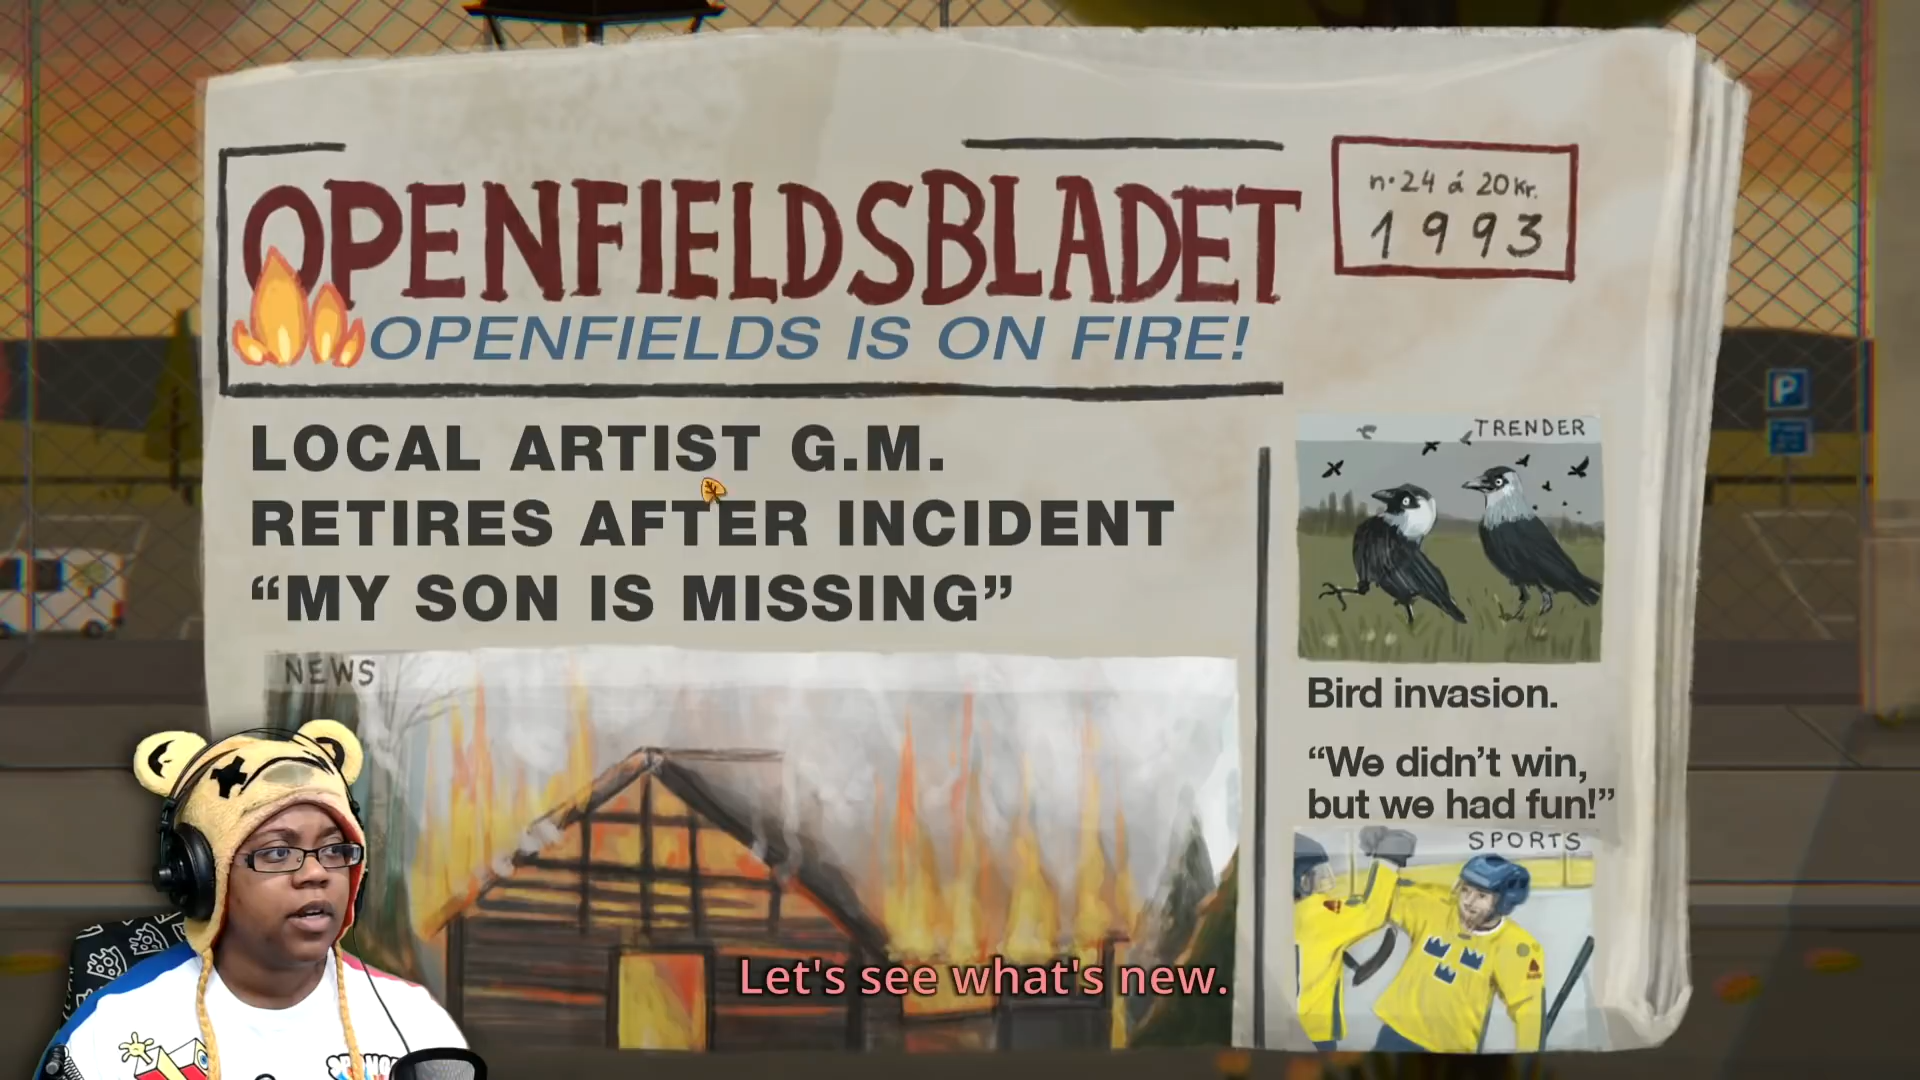 OPENFIELDSBLADET
n•24 á 20 kr.
1993
OPENFIELDS IS ON FIRE!
LOCAL ARTIST G.M.
RETIRES AFTER INCIDENT
“MY SON IS MISSING”
NEWS
TRENDER
Bird invasion.
“We didn’t win,
but we had fun!”
SPORTS
Let's see what's new.
P